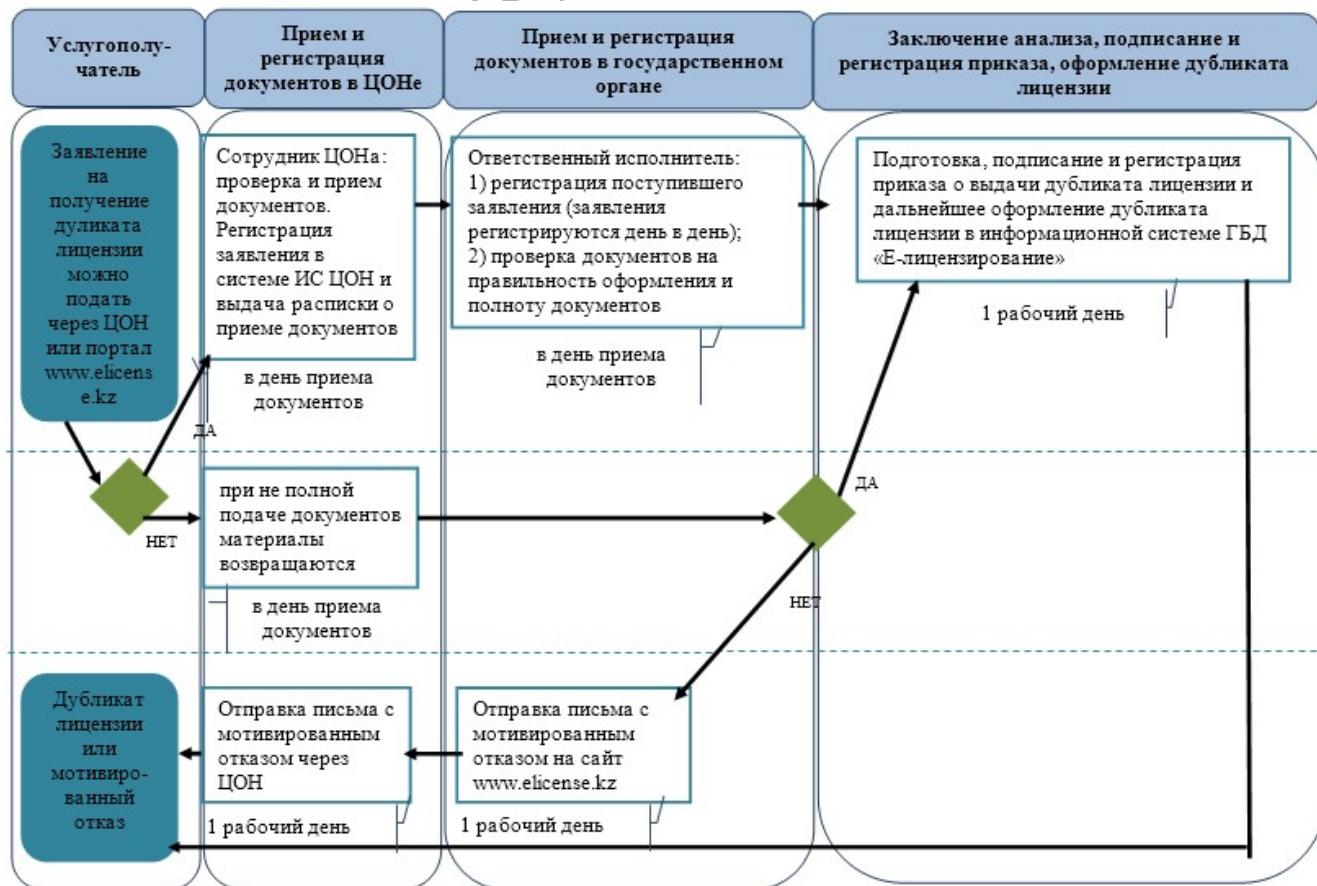 Услугополу-
чатель
Прием и
регистрация
документов в ЦОНе
Прием и регистрация
документов в государственном
органе
Заключение анализа, подписание и
регистрация приказа, оформление дубликата
лицензии
Заявление
на
получение
дуликата
лицензии
можно
подать
через ЦОН
или портал
www.elicens
e.kz
Сотрудник ЦОНа:
проверка и прием
документов.
Регистрация
заявления в
системе ИС ЦОН и
выдача расписки о
приеме документов
Ответственный исполнитель:
1) регистрация поступившего
заявления (заявления
регистрируются день в день);
2) проверка документов на
правильность оформления и
полноту документов
Подготовка, подписание и регистрация
приказа о выдачи дубликата лицензии и
дальнейшее оформление дубликата
лицензии в информационной системе ГБД
«Е-лицензирование»
1 рабочий день
в день приема
документов
в день приема
документов
ДА
НЕТ
при не полной
подаче документов
материалы
возвращаются
ДА
НЕТ
в день приема
документов
Дубликат
лицензии
или
мотивиро-
ванный
отказ
Отправка письма с
мотивированным
отказом через
ЦОН
Отправка письма с
мотивированным
отказом на сайт
www.elicense.kz
1 рабочий день
1 рабочий день